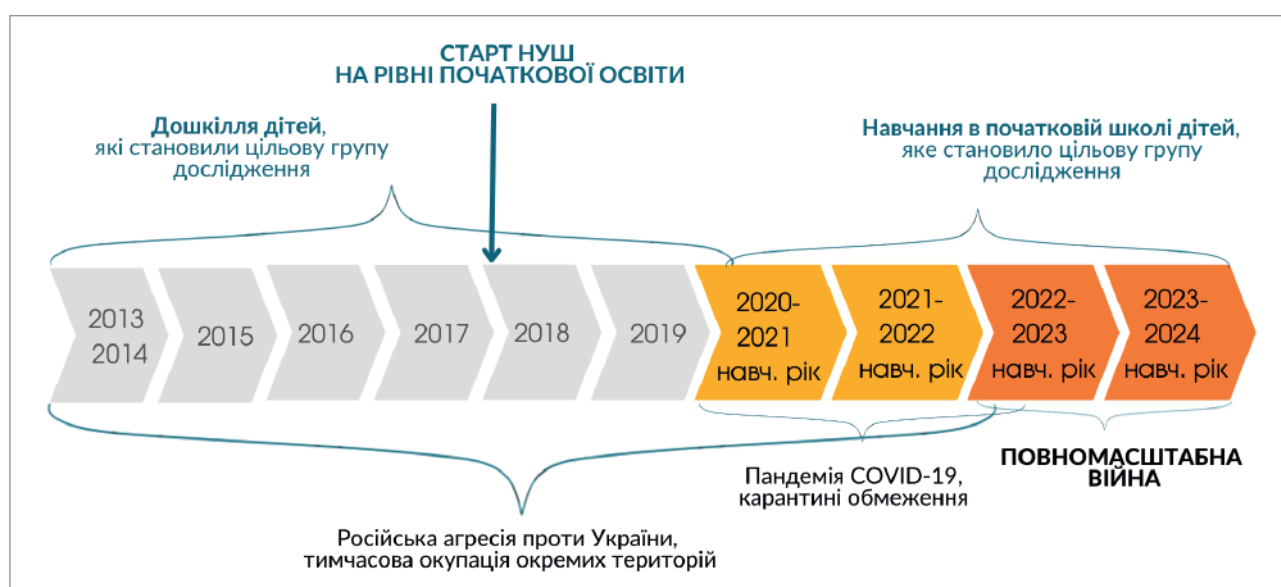 СТАРТ НУШ
НА РІВНІ ПОЧАТКОВОЇ ОСВІТИ
Дошкілля дітей,
які становили цільову групу
дослідження
Навчання в початковій школі дітей,
яке становило цільову групу
дослідження
2013
2014
2015
2016
2017
2018
2019
2020-
2021
навч. рік
2021-
2022
навч. рік
2022-
2023
навч. рік
2023-
2024
навч. рік
Пандемія COVID-19,
карантині обмеження
ПОВНОМАСШТАБНА
ВІЙНА
Російська агресія проти України,
тимчасова окупація окремих територій